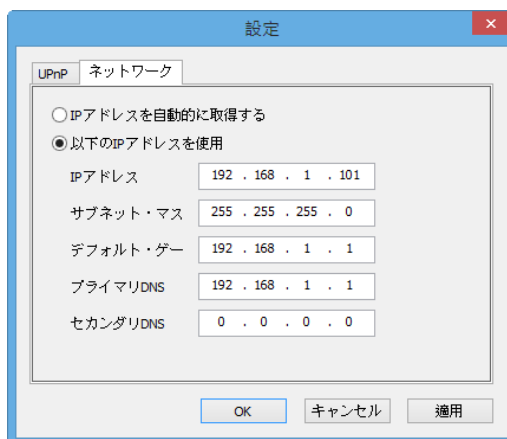 設定
UPnP ネットワーク
IPアドレスを自動的に取得する
以下のIPアドレスを使用
IPアドレス 192 . 168 . 1 . 101
サブネット・マス 255 . 255 . 255 . 0
デフォルト・ゲー 192 . 168 . 1 . 1
プライマリDNS 192 . 168 . 1 . 1
セカンダリDNS 0 . 0 . 0 . 0
OK キャンセル 適用